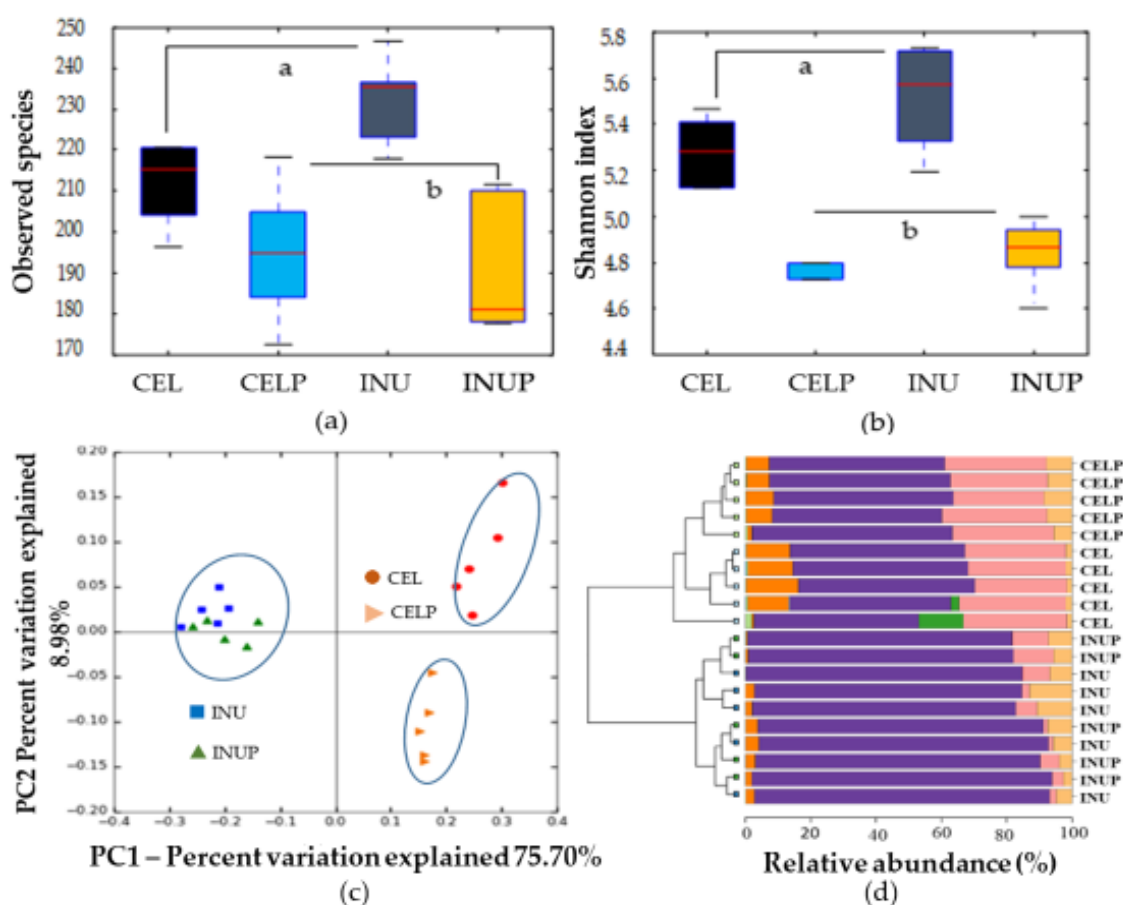 250
240
230
220
210
200
190
180
170
Observed species
a
b
CEL
CELP
INU
INUP
(a)
5.8
5.6
5.4
5.2
5.0
4.8
4.6
4.4
Shannon index
a
b
CEL
CELP
INU
INUP
(b)
0.20
0.15
0.10
0.05
0.00
−0.05
−0.10
−0.15
−0.20
PC2 Percent variation explained
8.98%
CEL
CELP
INU
INUP
−0.4
−0.3
−0.2
−0.1
0.0
0.1
0.2
0.3
0.4
PC1 – Percent variation explained 75.70%
(c)
CELP
CELP
CELP
CELP
CELP
CEL
CEL
CEL
CEL
CEL
INUP
INUP
INU
INU
INU
INUP
INU
INUP
INUP
INU
0
20
40
60
80
100
Relative abundance (%)
(d)